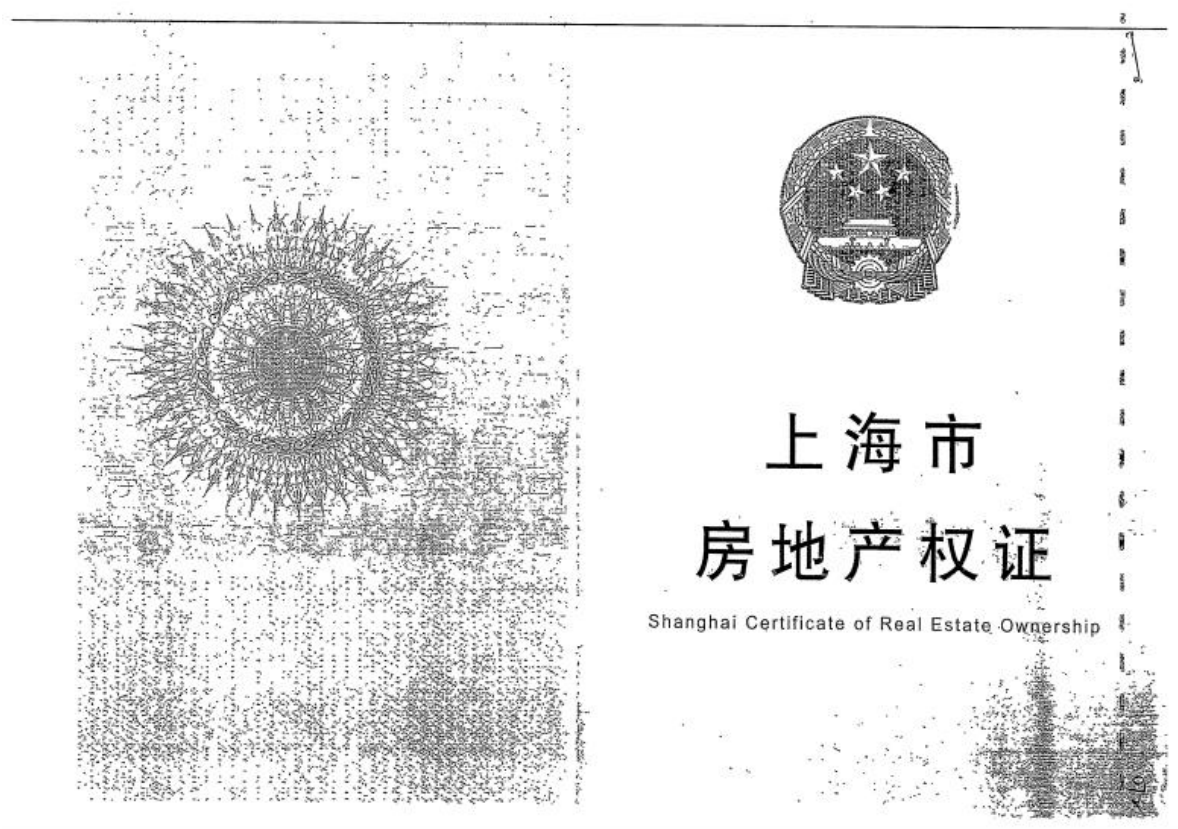 上海市
房地产权证
Shanghai Certificate of Real Estate Ownership